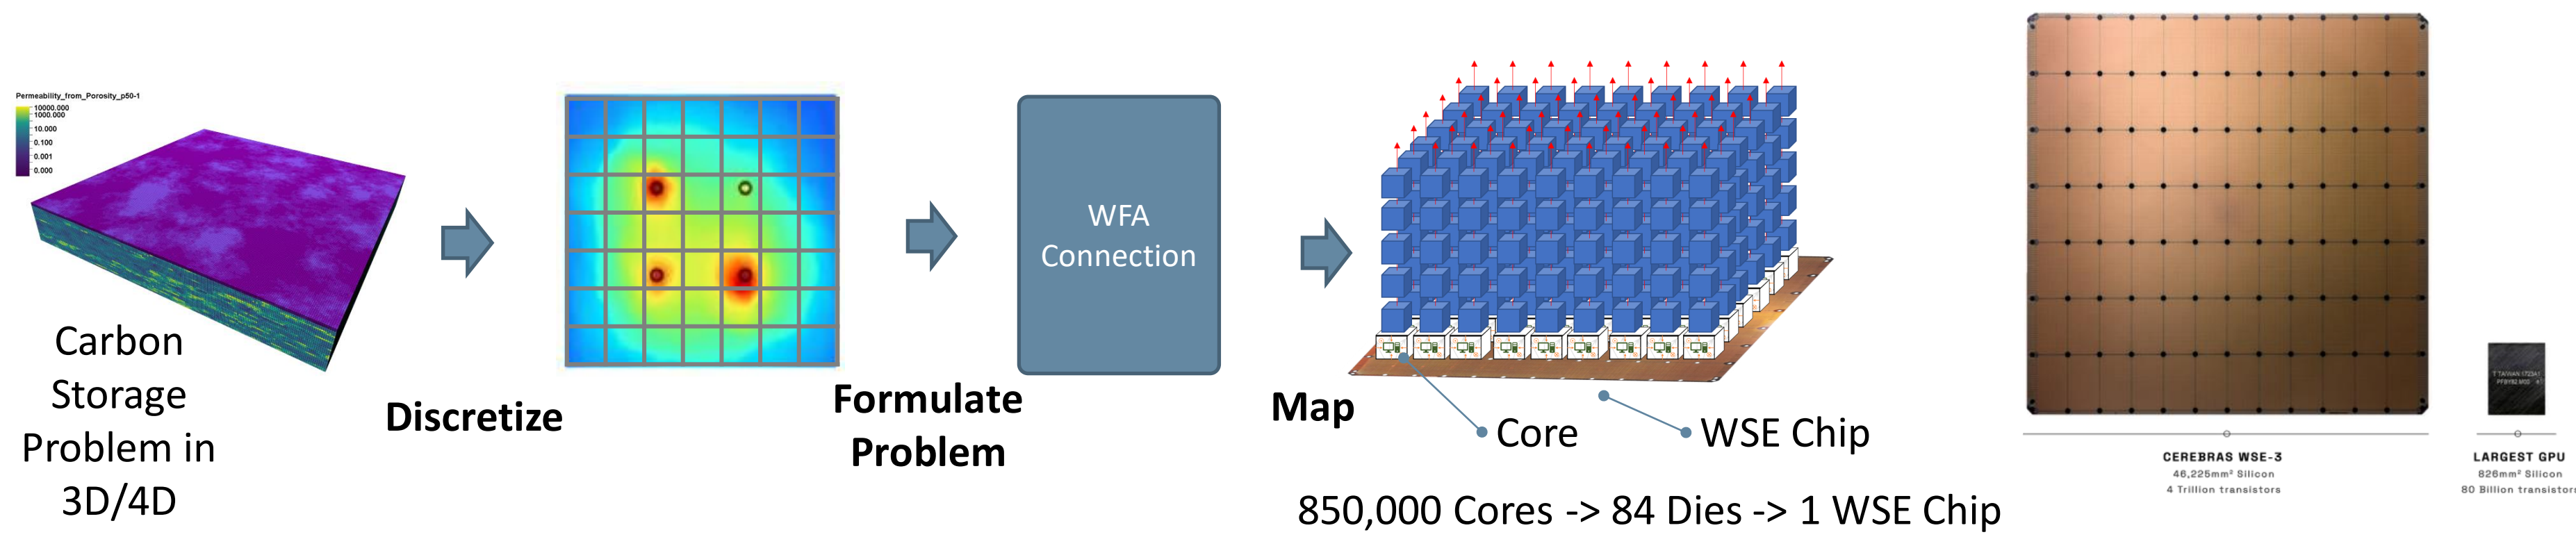 Permeability_from_Porosity_p50-1
10000.000
1000.000
10.000
0.100
0.001
0.000
Carbon
Storage
Problem in
3D/4D
Discretize
Formulate
Problem
WFA
Connection
Map
Core
WSE Chip
850,000 Cores -> 84 Dies -> 1 WSE Chip
CEREBRAS WSE-3
46,225mm² Silicon
4 Trillion transistors
LARGEST GPU
826mm² Silicon
80 Billion transistors